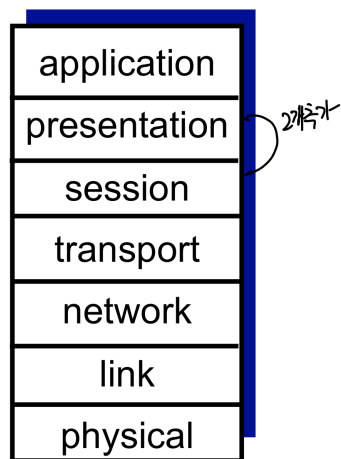 application
presentation
2개추가
session
transport
network
link
physical